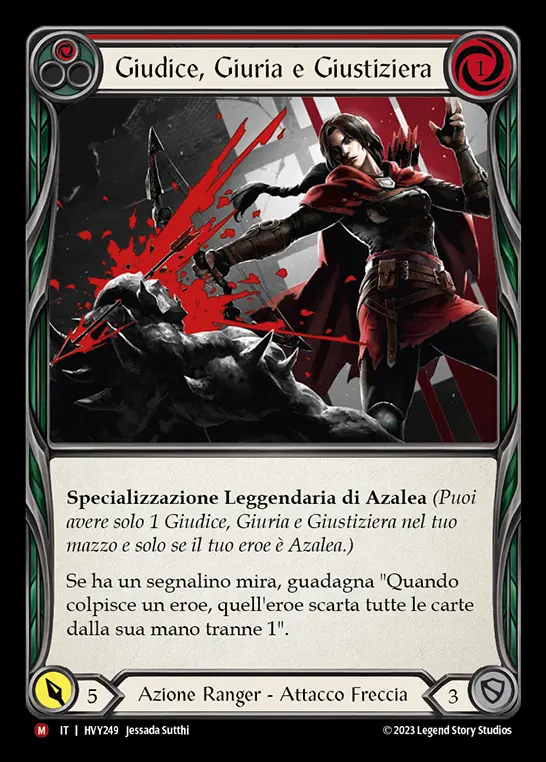 Giudice, Giuria e Giustiziera
1
Specializzazione Leggendaria di Azalea (Puoi
avere solo 1 Giudice, Giuria e Giustiziera nel tuo
mazzo e solo se il tuo eroe è Azalea.)
Se ha un segnalino mira, guadagna "Quando
colpisce un eroe, quell'eroe scarta tutte le carte
dalla sua mano tranne 1".
5
Azione Ranger - Attacco Freccia
3
M IT | HVY249 Jessada Sutthi
© 2023 Legend Story Studios